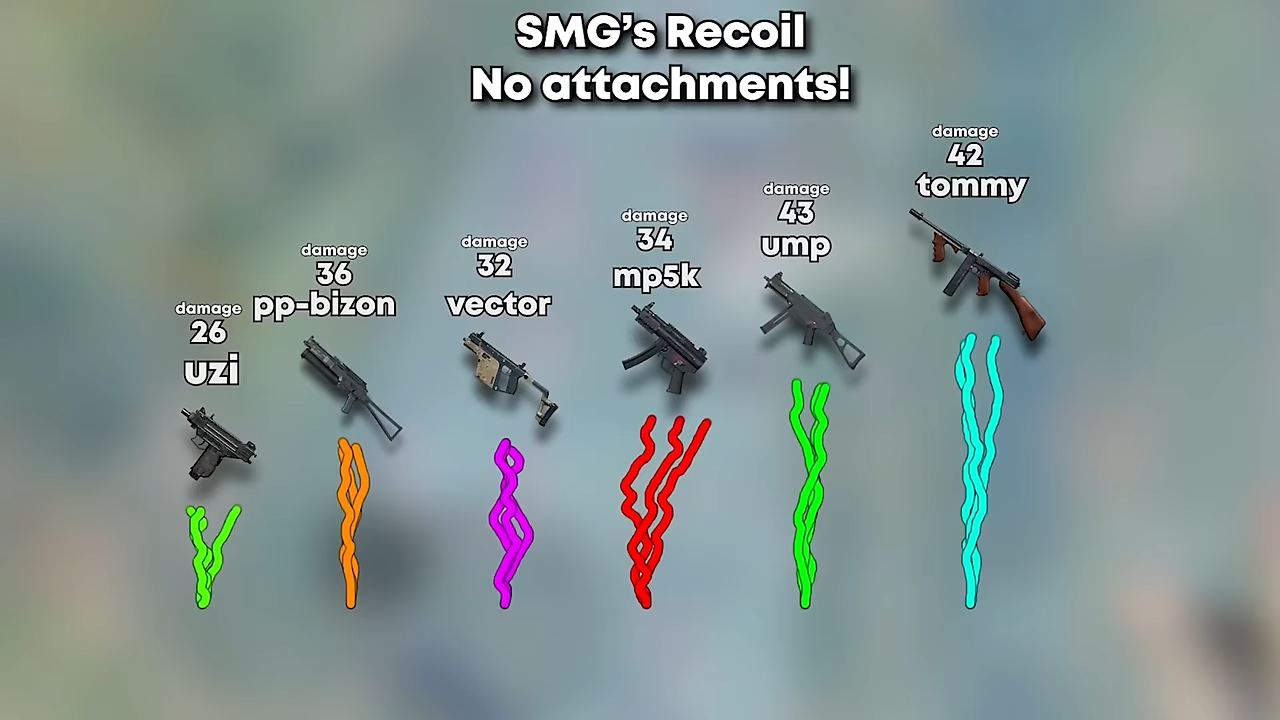 SMG's Recoil
No attachments!
damage
26
uzi
damage
36
pp-bizon
damage
32
vector
damage
34
mp5k
damage
43
ump
damage
42
tommy